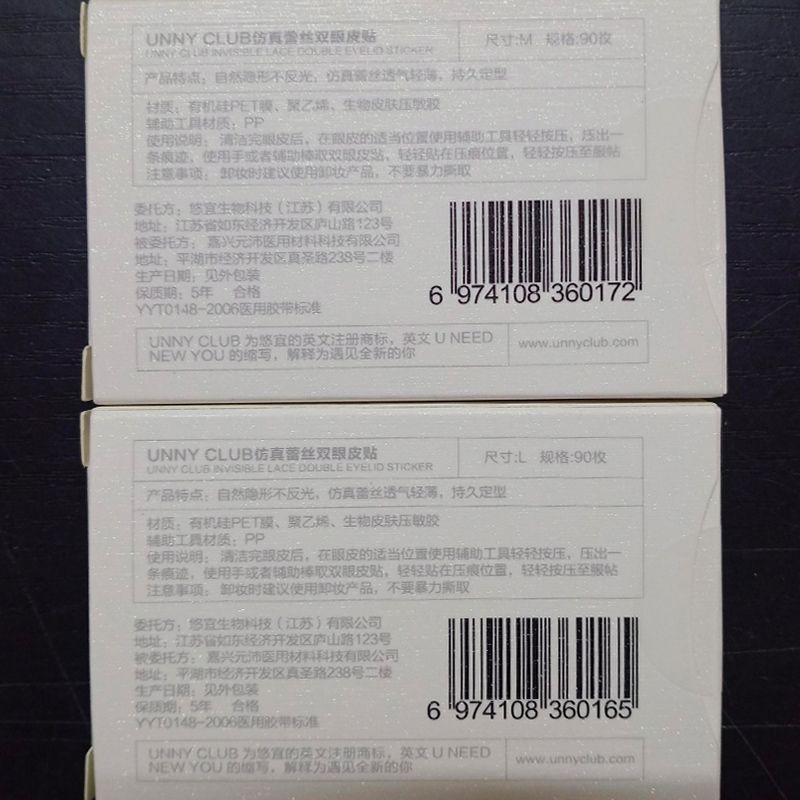 UNNY CLUB仿真蕾丝双眼皮贴
UNNY CLUB INVISIBLE LACE DOUBLE EYELID STICKER
尺寸:M 规格:90枚
产品特点：自然隐形不反光，仿真蕾丝透气轻薄，持久定型
材质：有机硅PET膜、聚乙烯、生物皮肤压敏胶
辅助工具材质：PP
使用说明：清洁完眼皮后，在眼皮的适当位置使用辅助工具轻轻按压，压出一
条痕迹，使用手或者辅助棒取双眼皮贴，轻轻贴在压痕位置，轻轻按压至服帖
注意事项：卸妆时建议使用卸妆产品，不要暴力撕取
委托方：悠宜生物科技（江苏）有限公司
地址：江苏省如东经济开发区庐山路123号
被委托方：嘉兴元沛医用材料科技有限公司
地址：平湖市经济开发区真圣路238号二楼
生产日期：见外包装
保质期：5年 合格
YYT0148-2006医用胶带标准
6 974108 360172
UNNY CLUB 为悠宜的英文注册商标，英文 U NEED
NEW YOU 的缩写，解释为遇见全新的你
www.unnyclub.com
UNNY CLUB仿真蕾丝双眼皮贴
UNNY CLUB INVISIBLE LACE DOUBLE EYELID STICKER
尺寸:L 规格:90枚
产品特点：自然隐形不反光，仿真蕾丝透气轻薄，持久定型
材质：有机硅PET膜、聚乙烯、生物皮肤压敏胶
辅助工具材质：PP
使用说明：清洁完眼皮后，在眼皮的适当位置使用辅助工具轻轻按压，压出一
条痕迹，使用手或者辅助棒取双眼皮贴，轻轻贴在压痕位置，轻轻按压至服帖
注意事项：卸妆时建议使用卸妆产品，不要暴力撕取
委托方：悠宜生物科技（江苏）有限公司
地址：江苏省如东经济开发区庐山路123号
被委托方：嘉兴元沛医用材料科技有限公司
地址：平湖市经济开发区真圣路238号二楼
生产日期：见外包装
保质期：5年 合格
YYT0148-2006医用胶带标准
6 974108 360165
UNNY CLUB 为悠宜的英文注册商标，英文 U NEED
NEW YOU 的缩写，解释为遇见全新的你
www.unnyclub.com